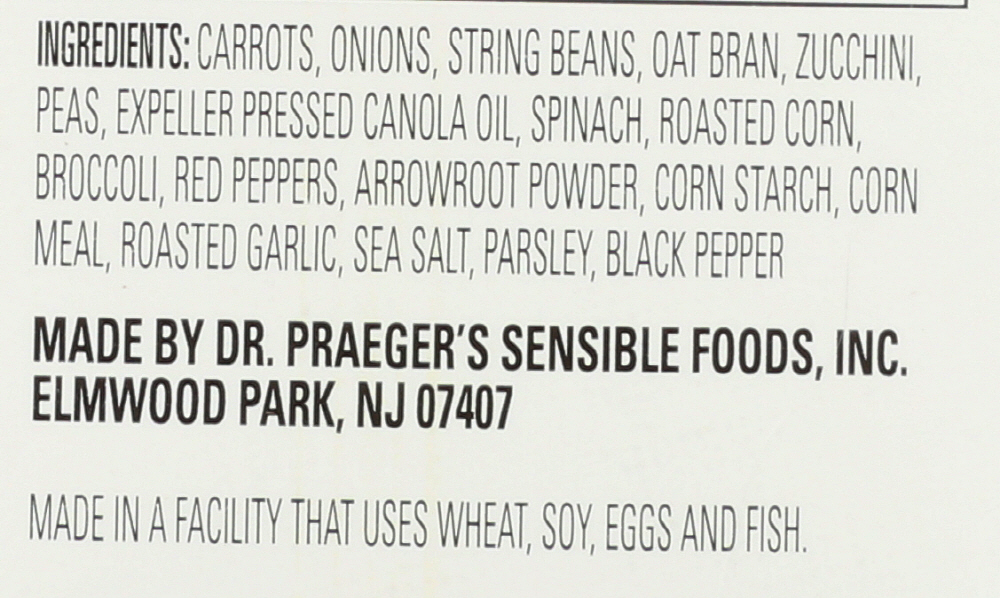 INGREDIENTS: CARROTS, ONIONS, STRING BEANS, OAT BRAN, ZUCCHINI,
PEAS, EXPELLER PRESSED CANOLA OIL, SPINACH, ROASTED CORN,
BROCCOLI, RED PEPPERS, ARROWROOT POWDER, CORN STARCH, CORN
MEAL, ROASTED GARLIC, SEA SALT, PARSLEY, BLACK PEPPER
MADE BY DR. PRAEGER'S SENSIBLE FOODS, INC.
ELMWOOD PARK, NJ 07407
MADE IN A FACILITY THAT USES WHEAT, SOY, EGGS AND FISH.